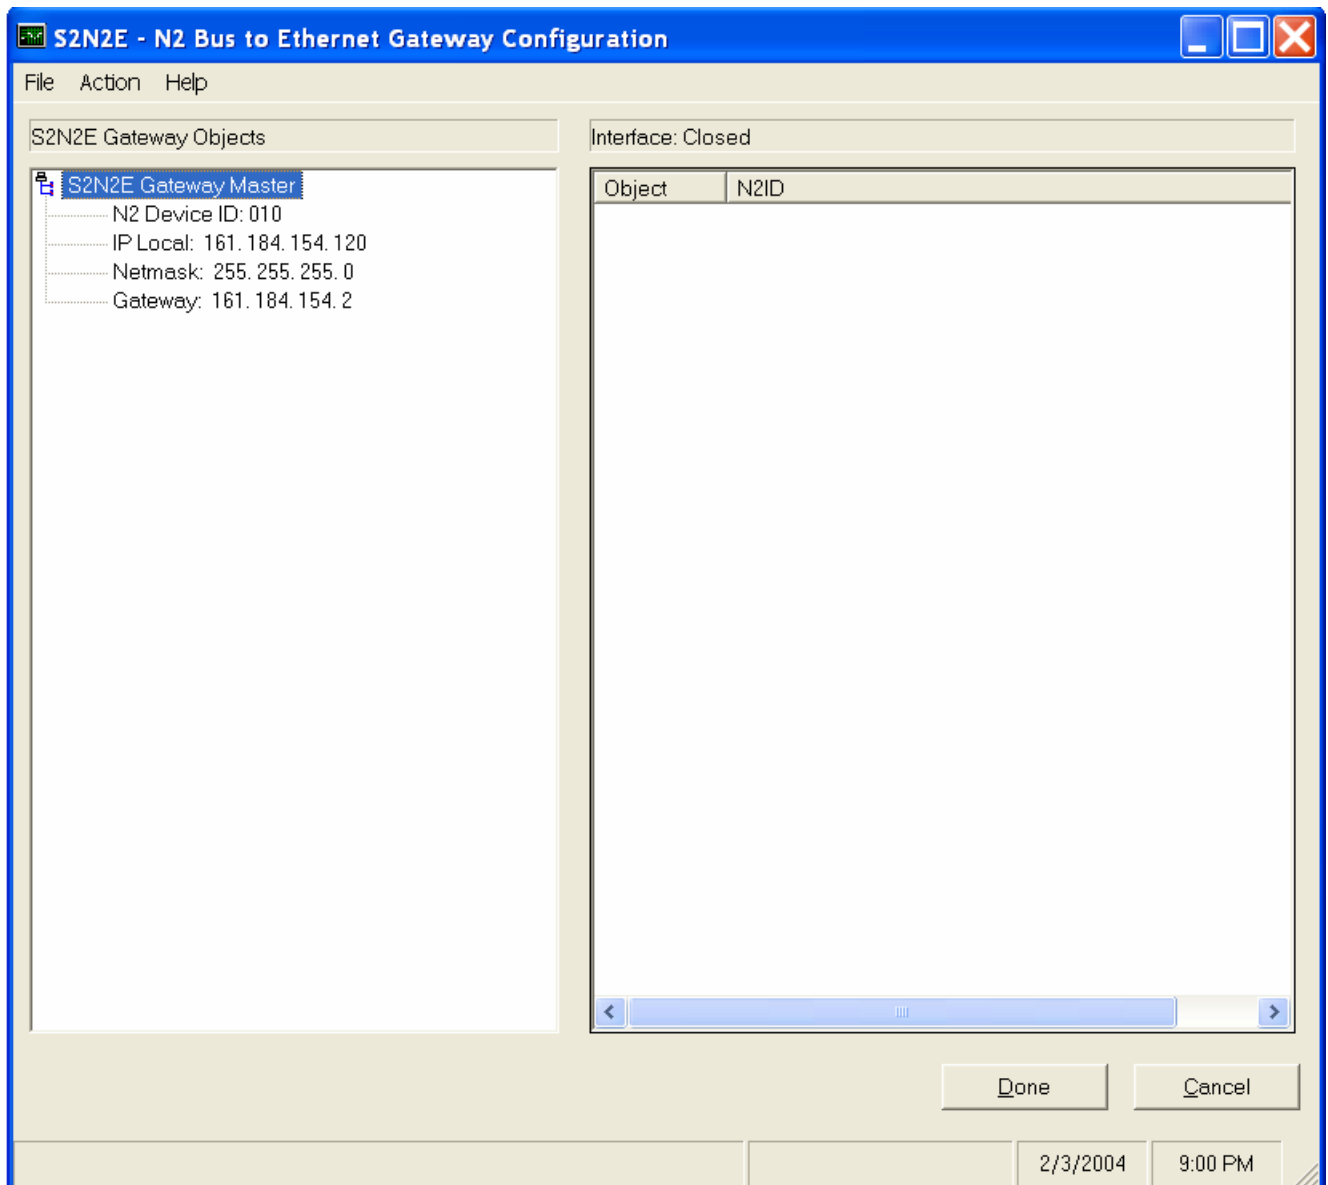 S2N2E - N2 Bus to Ethernet Gateway Configuration
File Action Help
S2N2E Gateway Objects
Interface: Closed
S2N2E Gateway Master
N2 Device ID: 010
IP Local: 161.184.154.120
Netmask: 255.255.255.0
Gateway: 161.184.154.2
Object N2ID
Done Cancel
2/3/2004 9:00 PM